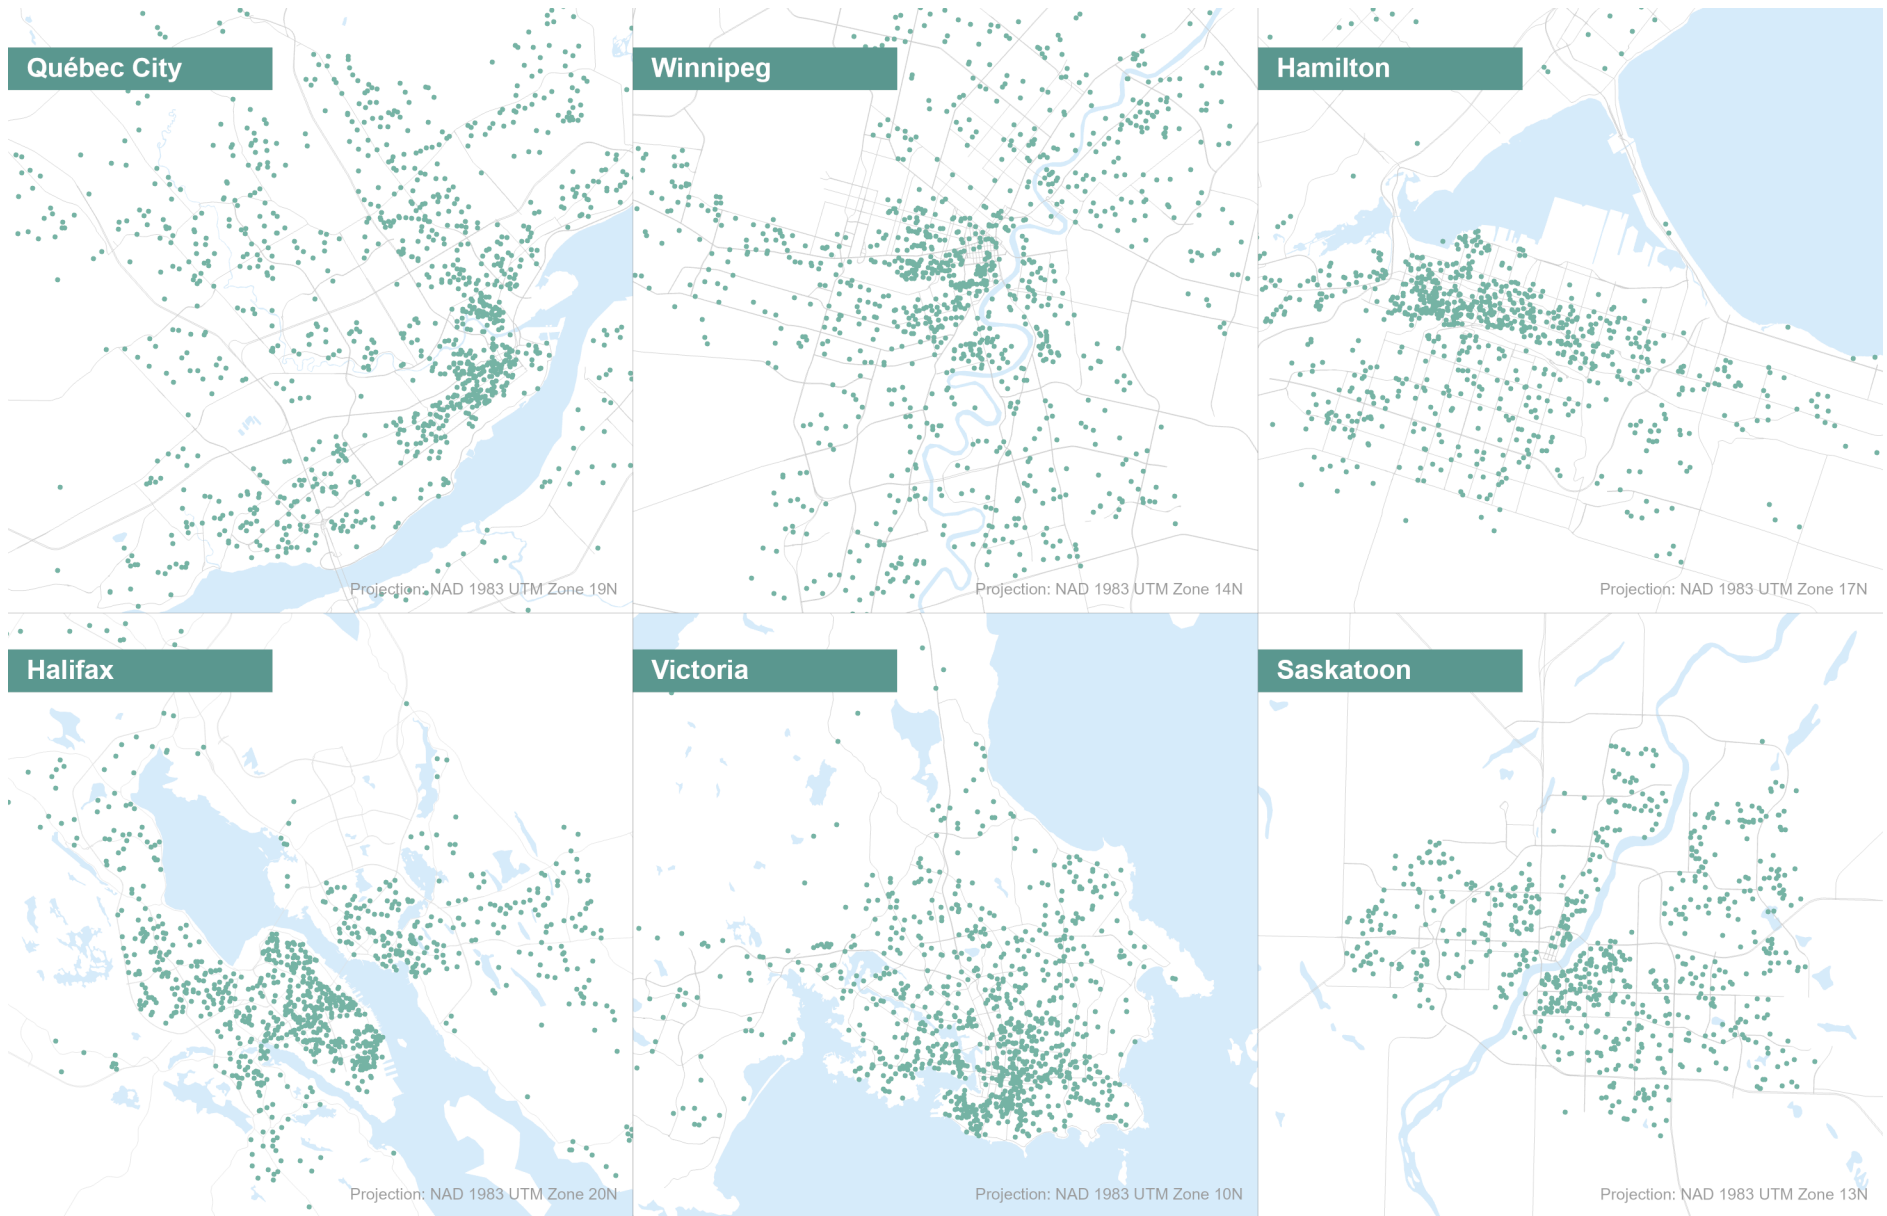 Québec City
Winnipeg
Hamilton
Projection: NAD 1983 UTM Zone 19N
Projection: NAD 1983 UTM Zone 14N
Projection: NAD 1983 UTM Zone 17N
Halifax
Victoria
Saskatoon
Projection: NAD 1983 UTM Zone 20N
Projection: NAD 1983 UTM Zone 10N
Projection: NAD 1983 UTM Zone 13N